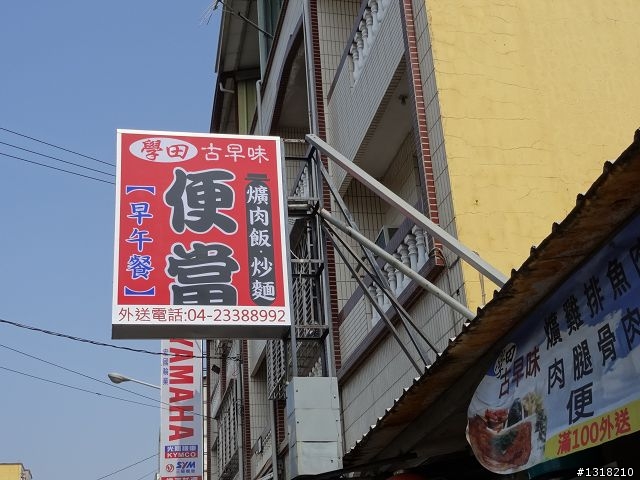 學田 古早味
便當
【早午餐】
爌肉飯 炒麵
外送電話:04-23388992
YAMAHA
KYMCO
SYM
學田
古早味
爌雞排魚
肉腿骨肉
便
滿100外送
#1318210